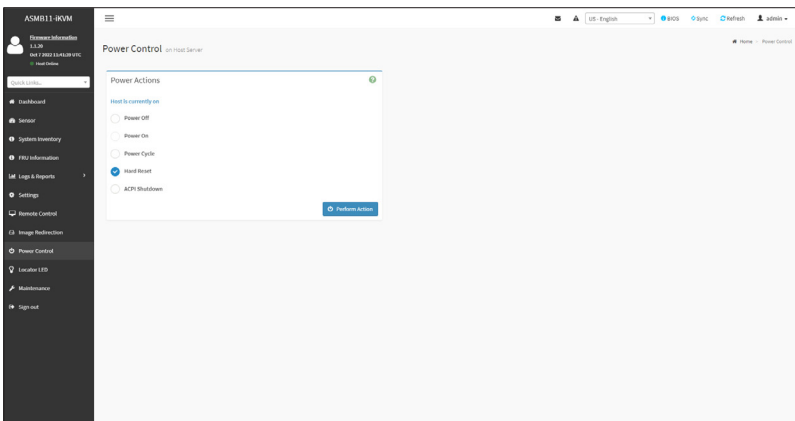 ASMB11-iKVM
US - English
BIOS
Sync
Refresh
admin
Firmware Information
1.1.28
Oct 7 2022 11:41:20 UTC
Host Online
Power Control on Host Server
Home
Power Control
Quick Links...
Dashboard
Sensor
System Inventory
FRU Information
Logs & Reports
Settings
Remote Control
Image Redirection
Power Control
Locator LED
Maintenance
Sign out
Power Actions
Host is currently on
Power Off
Power On
Power Cycle
Hard Reset
ACPI Shutdown
Perform Action